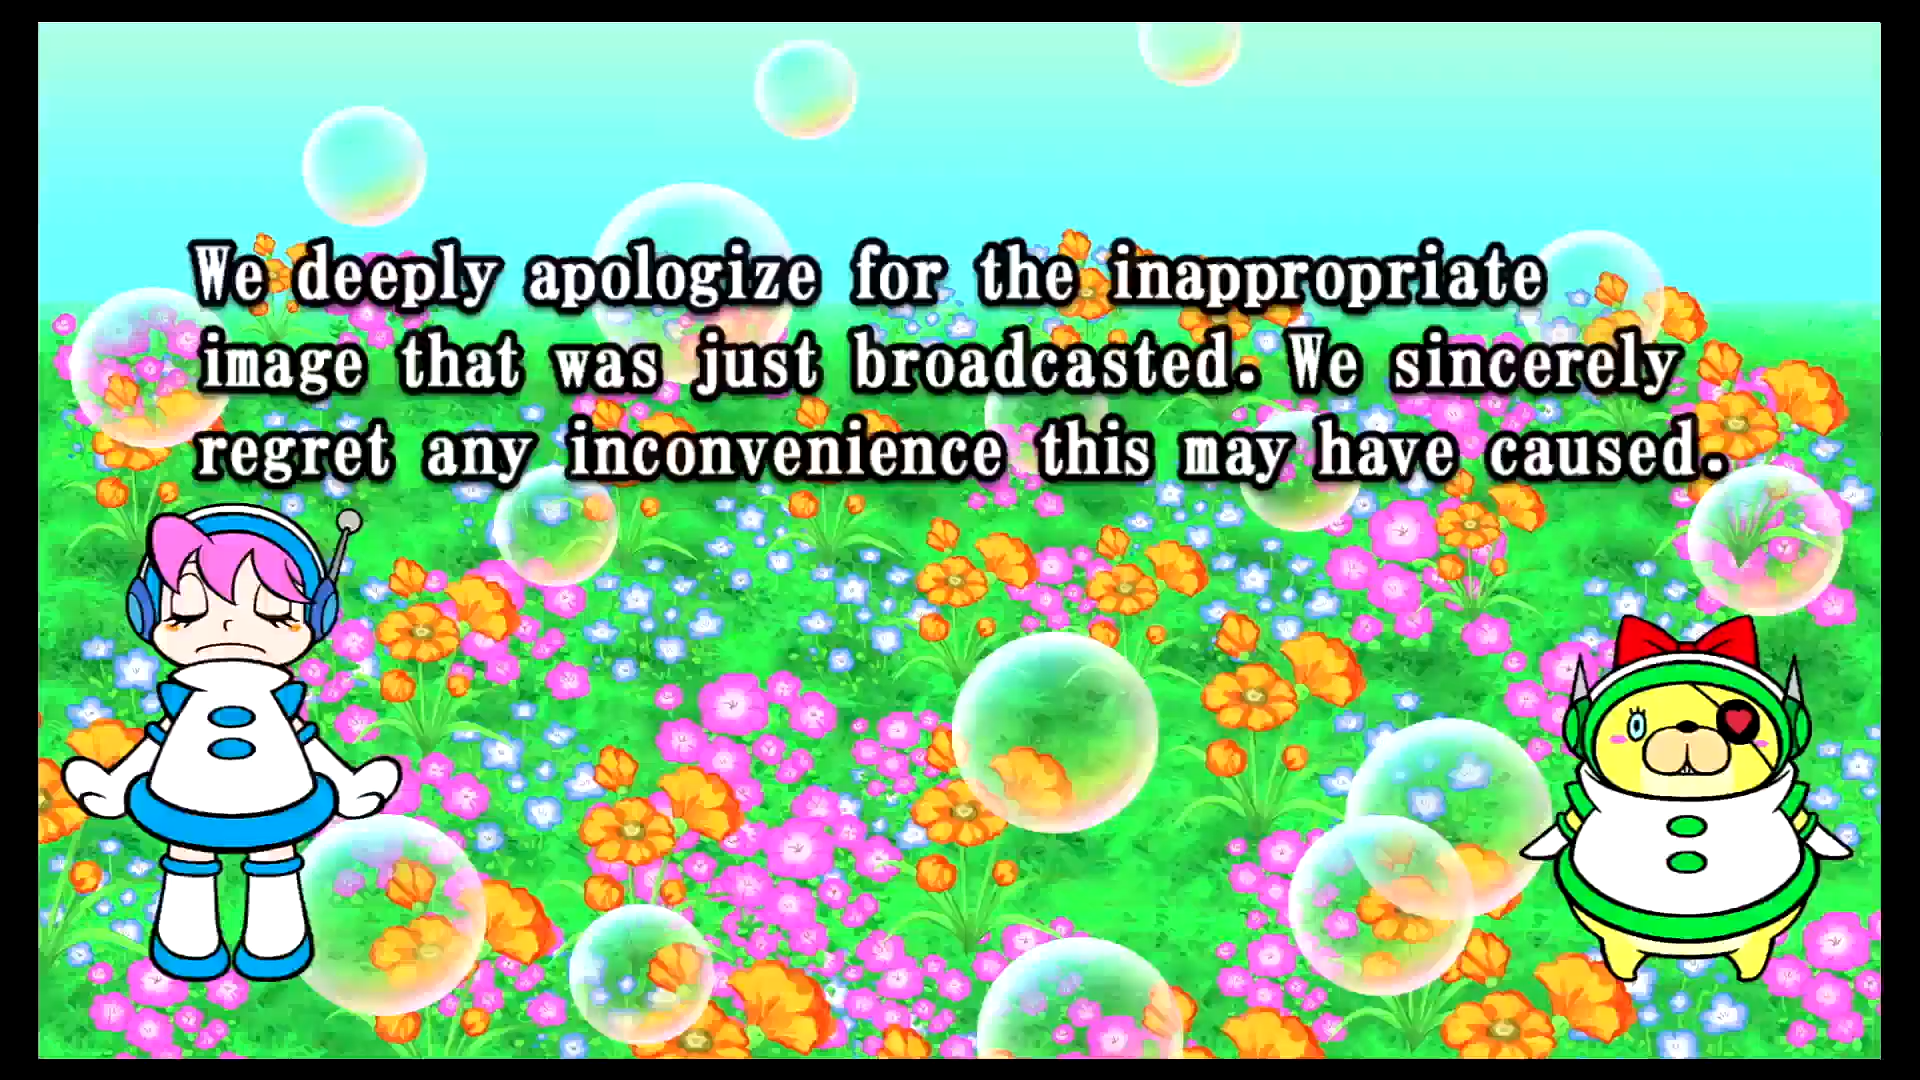 We deeply apologize for the inappropriate
image that was just broadcasted. We sincerely
regret any inconvenience this may have caused.